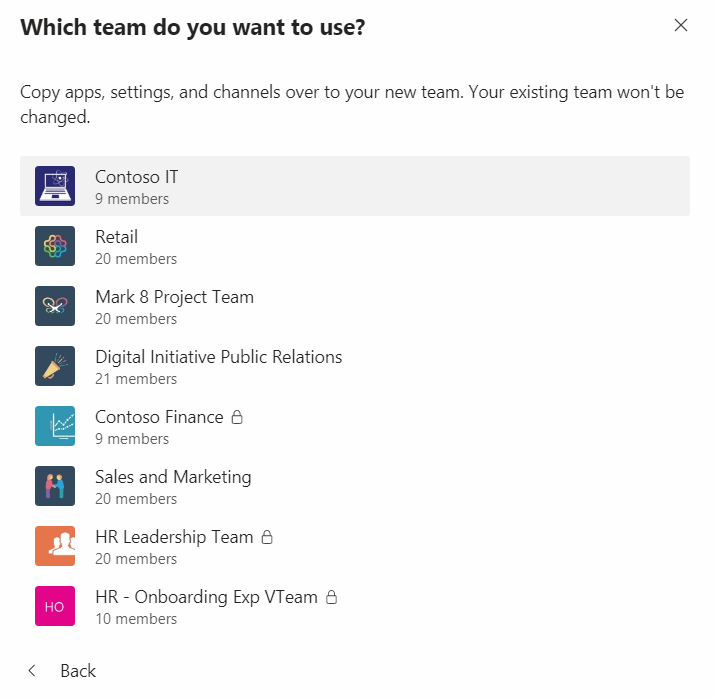 Which team do you want to use?
Copy apps, settings, and channels over to your new team. Your existing team won't be
changed.
Contoso IT
9 members
Retail
20 members
Mark 8 Project Team
20 members
Digital Initiative Public Relations
21 members
Contoso Finance
9 members
Sales and Marketing
20 members
HR Leadership Team
20 members
HO
HR - Onboarding Exp VTeam
10 members
Back